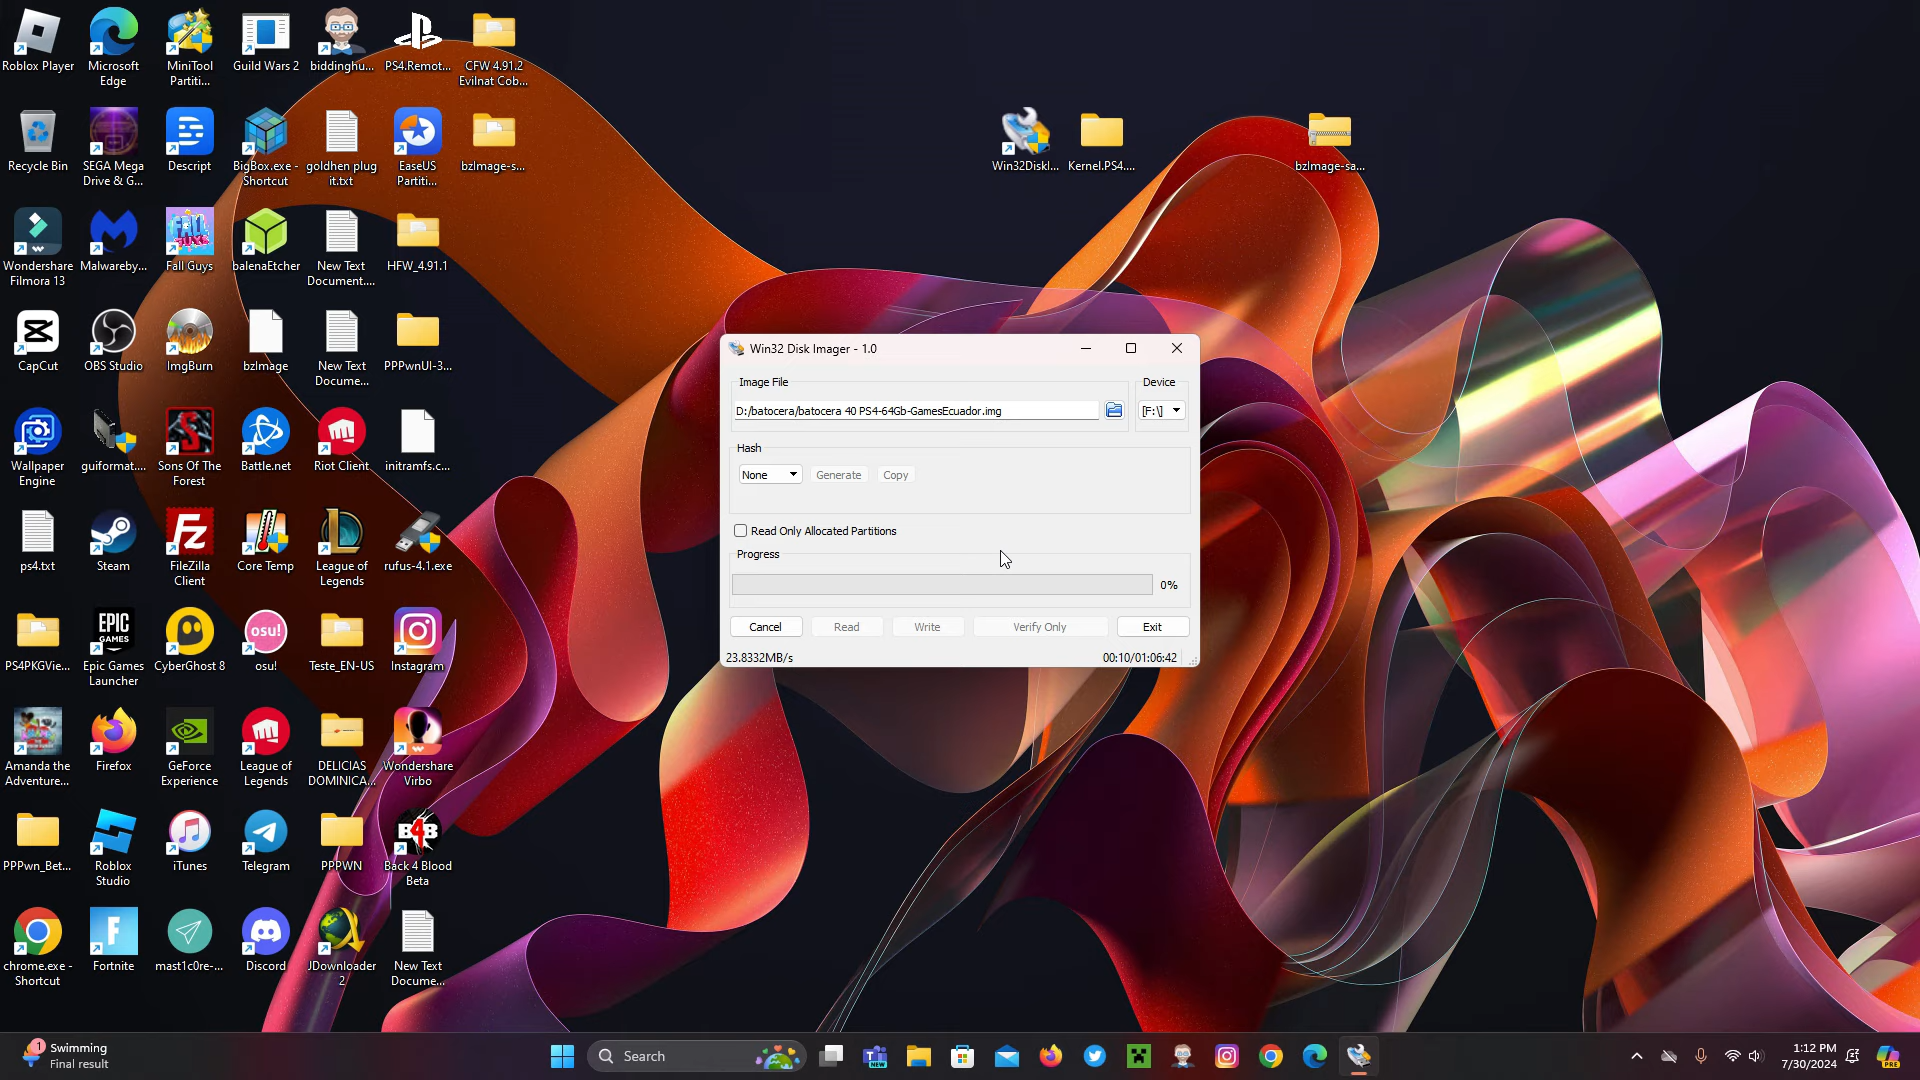 Roblox Player
Microsoft
Edge
MiniTool
Partiti...
Guild Wars 2
biddinghu...
PS4.Remot...
CFW 4.91.2
Evilnat Cob...
Recycle Bin
SEGA Mega
Drive & G...
Descript
BigBox.exe -
Shortcut
goldhen plug
it.txt
EaseUS
Partiti...
bzImage-s...
Win32DiskI...
Kernel.PS4....
bzImage-sa...
Wondershare
Filmora 13
Malwareby...
Fall Guys
balenaEtcher
New Text
Document....
HFW_4.91.1
CapCut
OBS Studio
ImgBurn
bzImage
New Text
Docume...
PPPwnUI-3...
Wallpaper
Engine
guiformat....
Sons Of The
Forest
Battle.net
Riot Client
initramfs.c...
ps4.txt
Steam
FileZilla
Client
Core Temp
League of
Legends
rufus-4.1.exe
EPIC
GAMES
osu!
PS4PKGVie...
Epic Games
Launcher
CyberGhost 8
osu!
Teste_EN-US
Instagram
Amanda the
Adventure...
Firefox
GeForce
Experience
League of
Legends
DELICIAS
DOMINICA...
Wondershare
Virbo
B4B
PPPwn_Bet...
Roblox
Studio
iTunes
Telegram
PPPWN
Back 4 Blood
Beta
chrome.exe -
Shortcut
Fortnite
mast1c0re-...
Discord
JDownloader
2
New Text
Docume...
Win32 Disk Imager - 1.0
Image File
Device
D:/batocera/batocera 40 PS4-64Gb-GamesEcuador.img
[F:\]
Hash
None
Generate
Copy
Read Only Allocated Partitions
Progress
0%
Cancel
Read
Write
Verify Only
Exit
23.8332MB/s
00:10/01:06:42
1
Swimming
Final result
Search
NEW
1:12 PM
7/30/2024
PRE